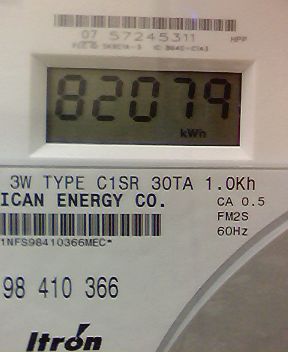 07 57245311 HPP
82079
kWh
3W TYPE C1SR 30TA 1.0Kh
ICAN ENERGY CO. CA 0.5
FM2S
1NFS98410366MEC*
60Hz
98 410 366
Itron